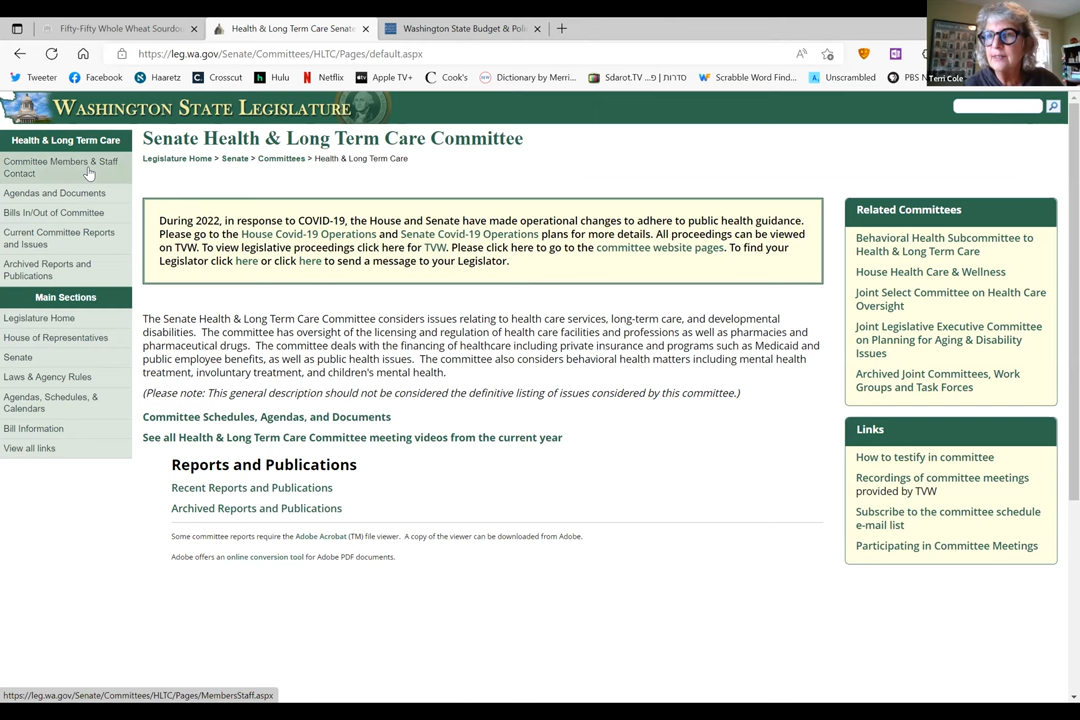 Fifty-Fifty Whole Wheat Sourdou
Health & Long Term Care Senate
Washington State Budget & Poli
https://leg.wa.gov/Senate/Committees/HLTC/Pages/default.aspx
Tweeter
Facebook
Haaretz
Crosscut
Hulu
Netflix
Apple TV+
Cook's
Dictionary by Merri...
Sdarot.TV סדרות | פ...
Scrabble Word Find...
Unscrambled
PBS
Terri Cole
WASHINGTON STATE LEGISLATURE
Health & Long Term Care
Committee Members & Staff
Contact
Agendas and Documents
Bills In/Out of Committee
Current Committee Reports
and Issues
Archived Reports and
Publications
Main Sections
Legislature Home
House of Representatives
Senate
Laws & Agency Rules
Agendas, Schedules, &
Calendars
Bill Information
View all links
Senate Health & Long Term Care Committee
Legislature Home > Senate > Committees > Health & Long Term Care
During 2022, in response to COVID-19, the House and Senate have made operational changes to adhere to public health guidance.
Please go to the House Covid-19 Operations and Senate Covid-19 Operations plans for more details. All proceedings can be viewed
on TVW. To view legislative proceedings click here for TVW. Please click here to go to the committee website pages. To find your
Legislator click here or click here to send a message to your Legislator.
The Senate Health & Long Term Care Committee considers issues relating to health care services, long-term care, and developmental
disabilities. The committee has oversight of the licensing and regulation of health care facilities and professions as well as pharmacies and
pharmaceutical drugs. The committee deals with the financing of healthcare including private insurance and programs such as Medicaid and
public employee benefits, as well as public health issues. The committee also considers behavioral health matters including mental health
treatment, involuntary treatment, and children's mental health.
(Please note: This general description should not be considered the definitive listing of issues considered by this committee.)
Committee Schedules, Agendas, and Documents
See all Health & Long Term Care Committee meeting videos from the current year
Reports and Publications
Recent Reports and Publications
Archived Reports and Publications
Some committee reports require the Adobe Acrobat (TM) file viewer. A copy of the viewer can be downloaded from Adobe.
Adobe offers an online conversion tool for Adobe PDF documents.
Related Committees
Behavioral Health Subcommittee to
Health & Long Term Care
House Health Care & Wellness
Joint Select Committee on Health Care
Oversight
Joint Legislative Executive Committee
on Planning for Aging & Disability
Issues
Archived Joint Committees, Work
Groups and Task Forces
Links
How to testify in committee
Recordings of committee meetings
provided by TVW
Subscribe to the committee schedule
e-mail list
Participating in Committee Meetings
https://leg.wa.gov/Senate/Committees/HLTC/Pages/MembersStaff.aspx